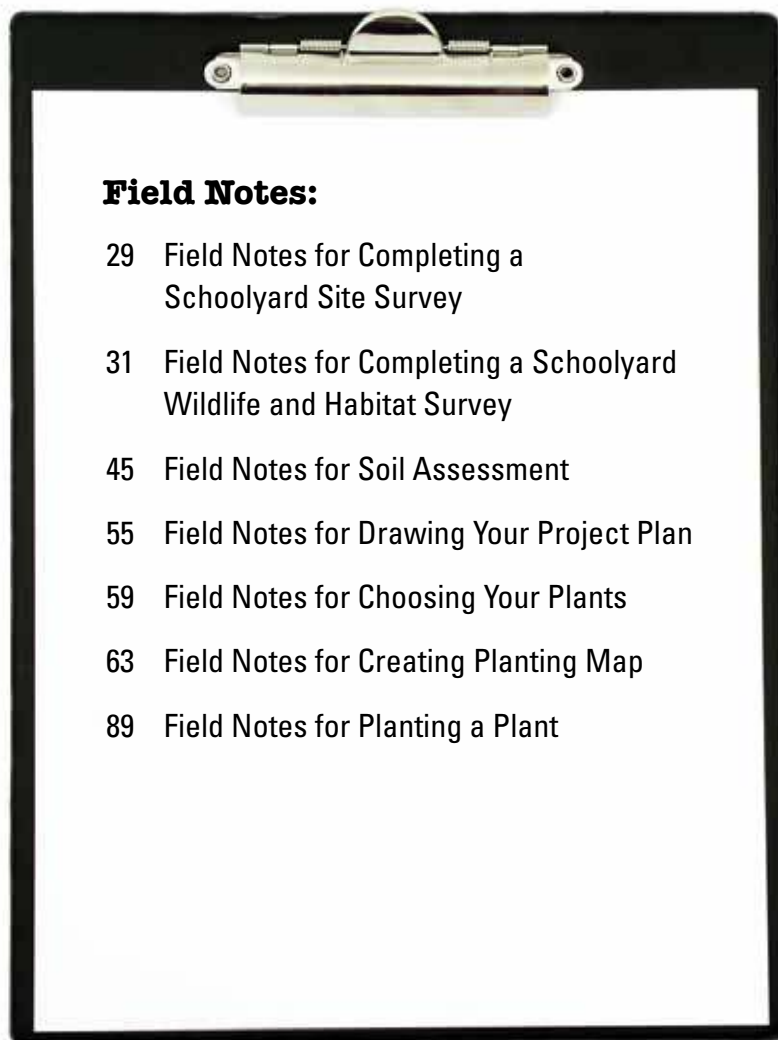 Field Notes:
29 Field Notes for Completing a
Schoolyard Site Survey
31 Field Notes for Completing a Schoolyard
Wildlife and Habitat Survey
45 Field Notes for Soil Assessment
55 Field Notes for Drawing Your Project Plan
59 Field Notes for Choosing Your Plants
63 Field Notes for Creating Planting Map
89 Field Notes for Planting a Plant